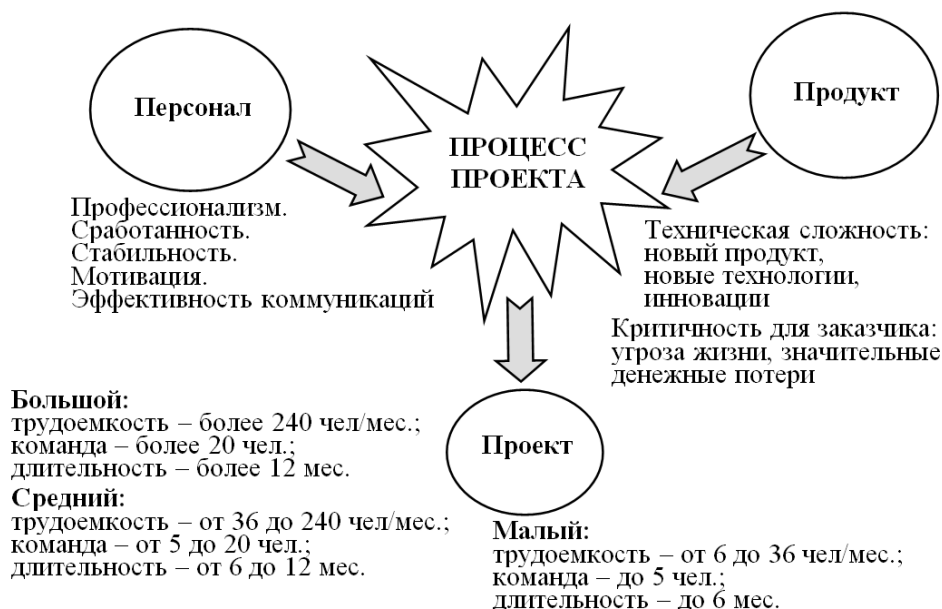 Персонал
ПРОЦЕСС
ПРОЕКТА
Продукт
Профессионализм.
Сработанность.
Стабильность.
Мотивация.
Эффективность коммуникаций
Техническая сложность:
новый продукт,
новые технологии,
инновации
Критичность для заказчика:
угроза жизни, значительные
денежные потери
Большой:
трудоемкость – более 240 чел/мес.;
команда – более 20 чел.;
длительность – более 12 мес.
Средний:
трудоемкость – от 36 до 240 чел/мес.;
команда – от 5 до 20 чел.;
длительность – от 6 до 12 мес.
Проект
Малый:
трудоемкость – от 6 до 36 чел/мес.;
команда – до 5 чел.;
длительность – до 6 мес.